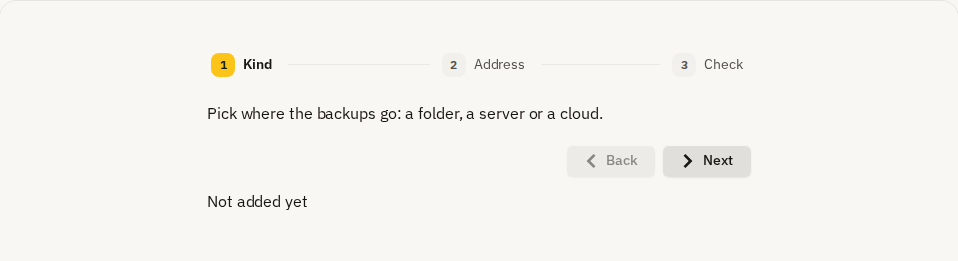 1 Kind 2 Address 3 Check
Pick where the backups go: a folder, a server or a cloud.
Back Next
Not added yet